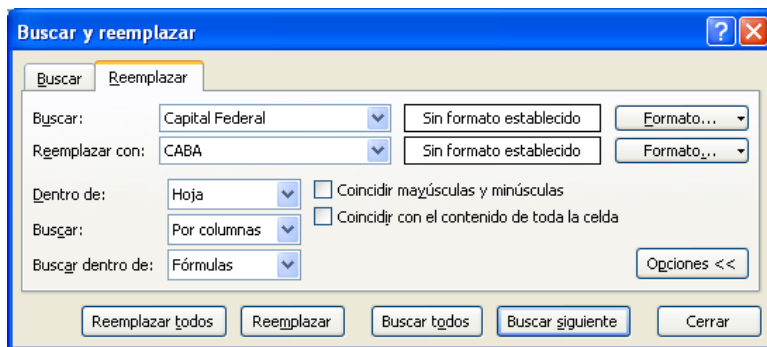 Buscar y reemplazar
Buscar Reemplazar
Buscar: Capital Federal Sin formato establecido Formato...
Reemplazar con: CABA Sin formato establecido Formato...
Dentro de: Hoja Coincidir mayúsculas y minúsculas
Coincidir con el contenido de toda la celda
Buscar: Por columnas
Buscar dentro de: Fórmulas Opciones <<
Reemplazar todos Reemplazar Buscar todos Buscar siguiente Cerrar